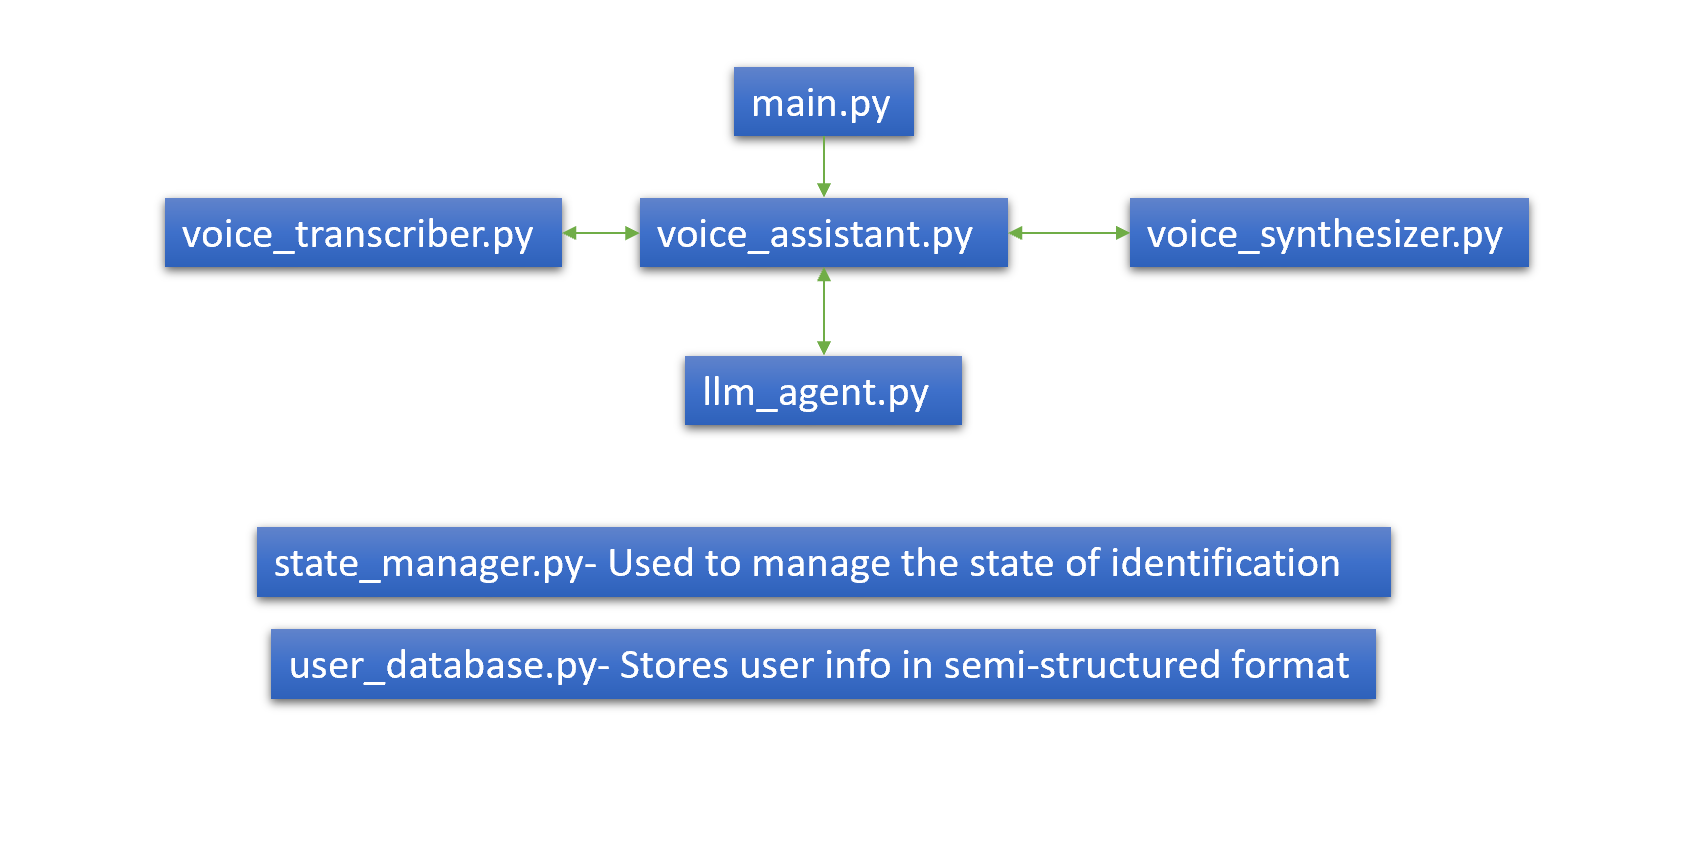 main.py
voice_transcriber.py
voice_assistant.py
voice_synthesizer.py
llm_agent.py
state_manager.py- Used to manage the state of identification
user_database.py- Stores user info in semi-structured format